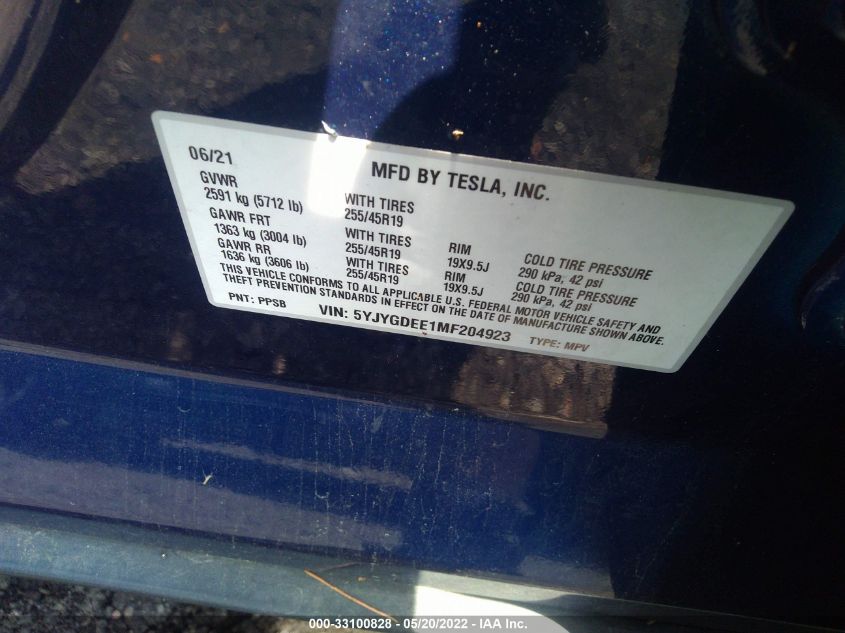 06/21
MFD BY TESLA, INC.
GVWR
2591 kg (5712 lb) WITH TIRES 255/45R19
GAWR FRT
1363 kg (3004 lb) WITH TIRES 255/45R19 RIM 19X9.5J COLD TIRE PRESSURE 290 kPa, 42 psi
GAWR RR
1636 kg (3606 lb) WITH TIRES 255/45R19 RIM 19X9.5J COLD TIRE PRESSURE 290 kPa, 42 psi
THIS VEHICLE CONFORMS TO ALL APPLICABLE U.S. FEDERAL MOTOR VEHICLE SAFETY AND
THEFT PREVENTION STANDARDS IN EFFECT ON THE DATE OF MANUFACTURE SHOWN ABOVE.
PNT: PPSB VIN: 5YJYGDEE1MF204923 TYPE: MPV
000-33100828 - 05/20/2022 - IAA Inc.